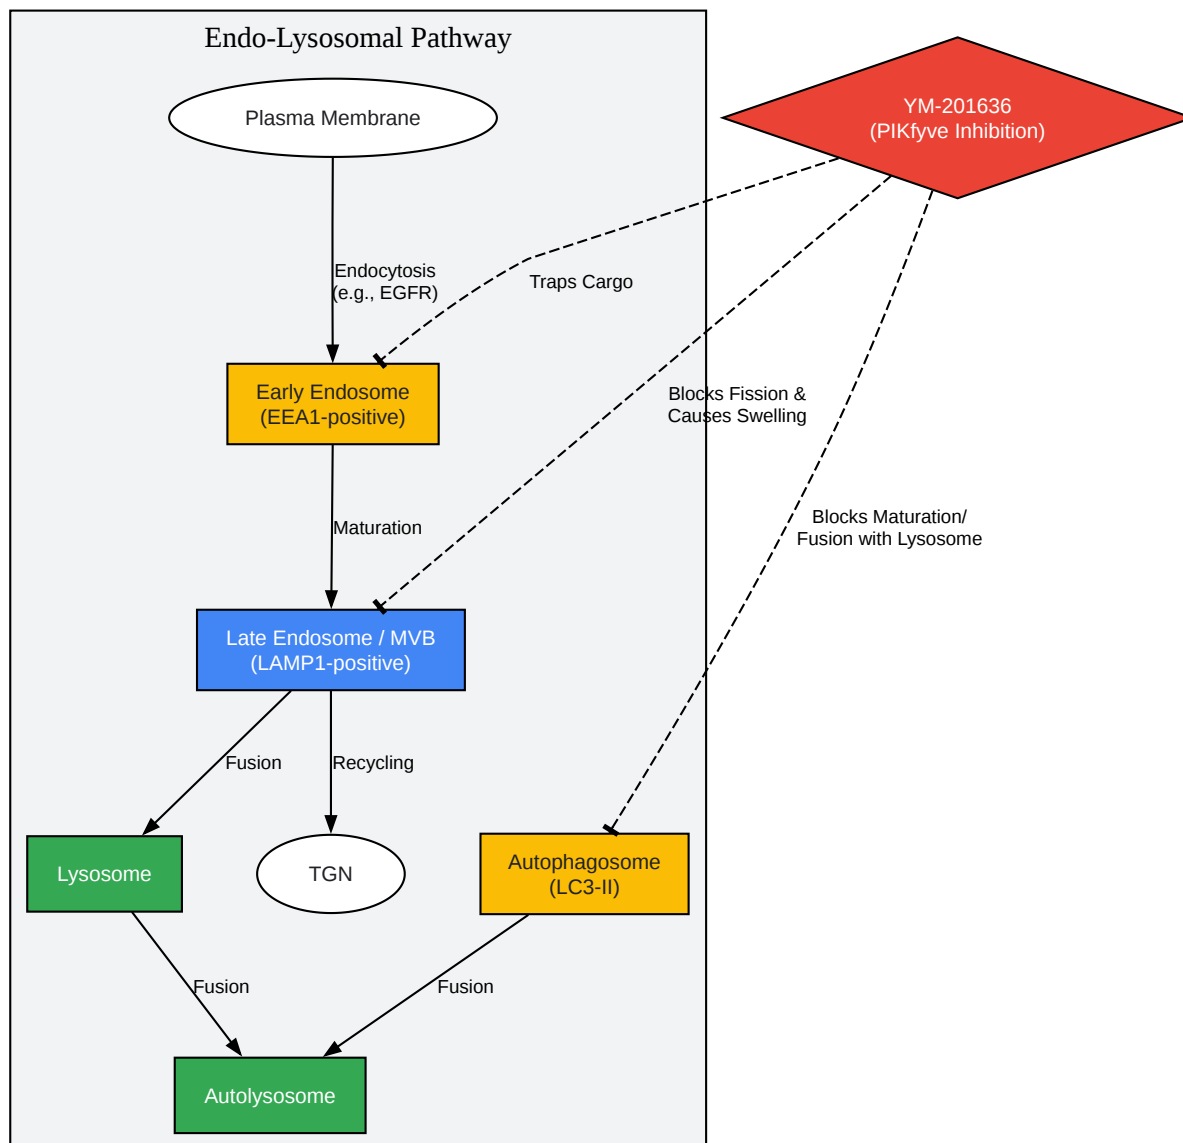 Endo-Lysosomal Pathway
Plasma Membrane
YM-201636
(PIKfyve Inhibition)
Endocytosis
(e.g., EGFR)
Traps Cargo
Early Endosome
(EEA1-positive)
Blocks Fission &
Causes Swelling
Maturation
Blocks Maturation/
Fusion with Lysosome
Late Endosome / MVB
(LAMP1-positive)
Fusion
Recycling
Lysosome
TGN
Autophagosome
(LC3-II)
Fusion
Fusion
Autolysosome